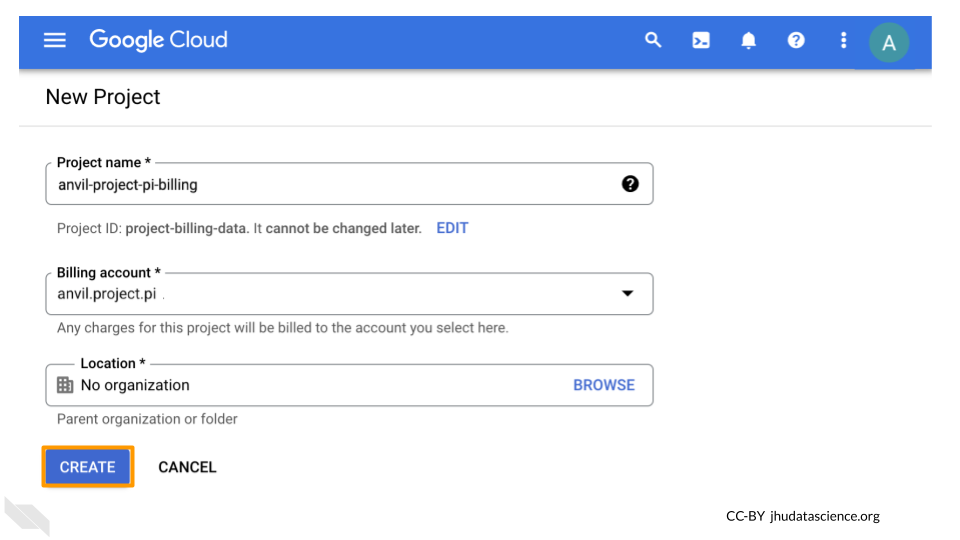 Google Cloud
A
New Project
Project name *
anvil-project-pi-billing
Project ID: project-billing-data. It cannot be changed later. EDIT
Billing account *
anvil.project.pi
Any charges for this project will be billed to the account you select here.
Location *
No organization BROWSE
Parent organization or folder
CREATE CANCEL
CC-BY jhudatascience.org